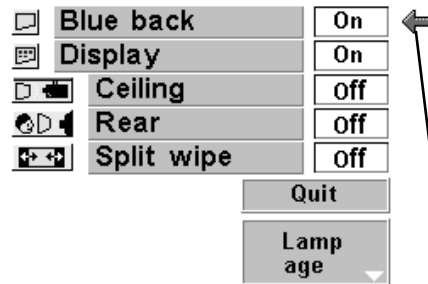 Blue back On
Display On
Ceiling Off
Rear Off
Split wipe Off
Quit
Lamp
age